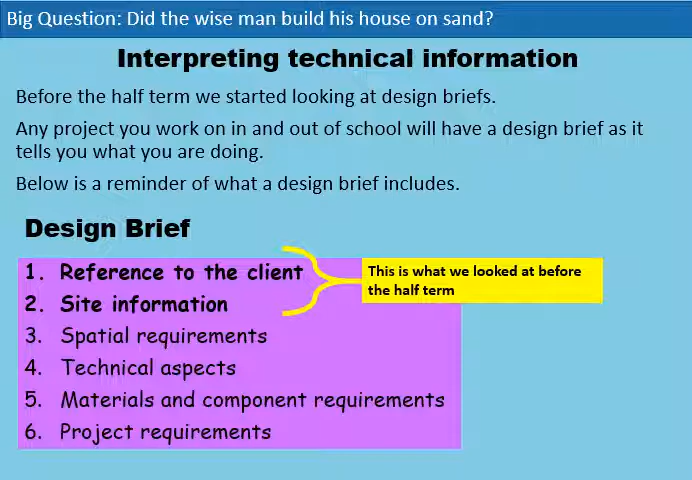 Big Question: Did the wise man build his house on sand?
Interpreting technical information
Before the half term we started looking at design briefs.
Any project you work on in and out of school will have a design brief as it
tells you what you are doing.
Below is a reminder of what a design brief includes.
Design Brief
1. Reference to the client
2. Site information
3. Spatial requirements
4. Technical aspects
5. Materials and component requirements
6. Project requirements
This is what we looked at before
the half term